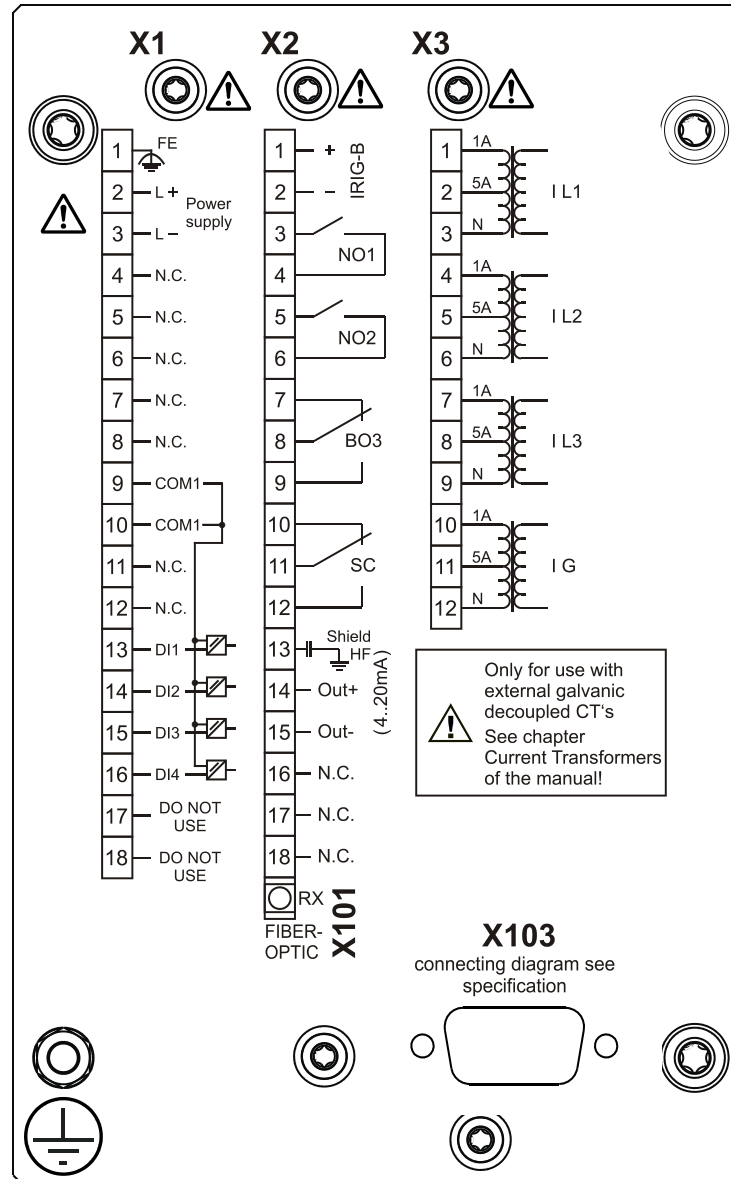 X1
X2
X3
1 FE
2 L+
3 L–
Power
supply
4 N.C.
5 N.C.
6 N.C.
7 N.C.
8 N.C.
9 COM1
10 COM1
11 N.C.
12 N.C.
13 DI1
14 DI2
15 DI3
16 DI4
17 DO NOT
USE
18 DO NOT
USE
1 +
2 –
IRIG-B
3
4
NO1
5
6
NO2
7
8
9
BO3
10
11
12
SC
13 Shield
HF
14 Out+
15 Out-
(4..20mA)
16 N.C.
17 N.C.
18 N.C.
RX
FIBER-
OPTIC
X101
1 1A
2 5A
3 N
I L1
4 1A
5 5A
6 N
I L2
7 1A
8 5A
9 N
I L3
10 1A
11 5A
12 N
I G
Only for use with
external galvanic
decoupled CT‘s
See chapter
Current Transformers
of the manual!
X103
connecting diagram see
specification